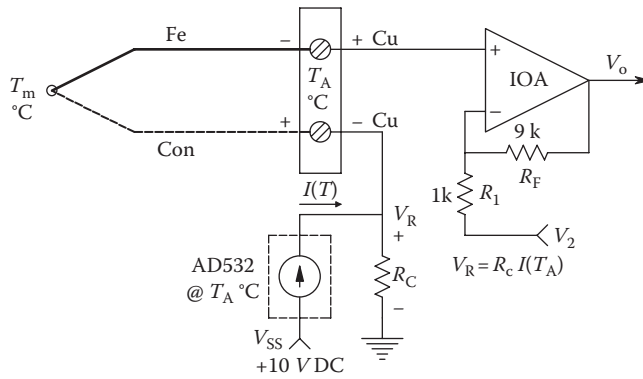 Fe
− + Cu
T_m
°C
T_A
°C
+ − Cu
Con
+
IOA
−
V_o
9 k
R_F
1k R_1
V_2
I(T)
V_R
+
R_C
−
V_R = R_c I(T_A)
AD532
@ T_A °C
V_SS
+10 V DC